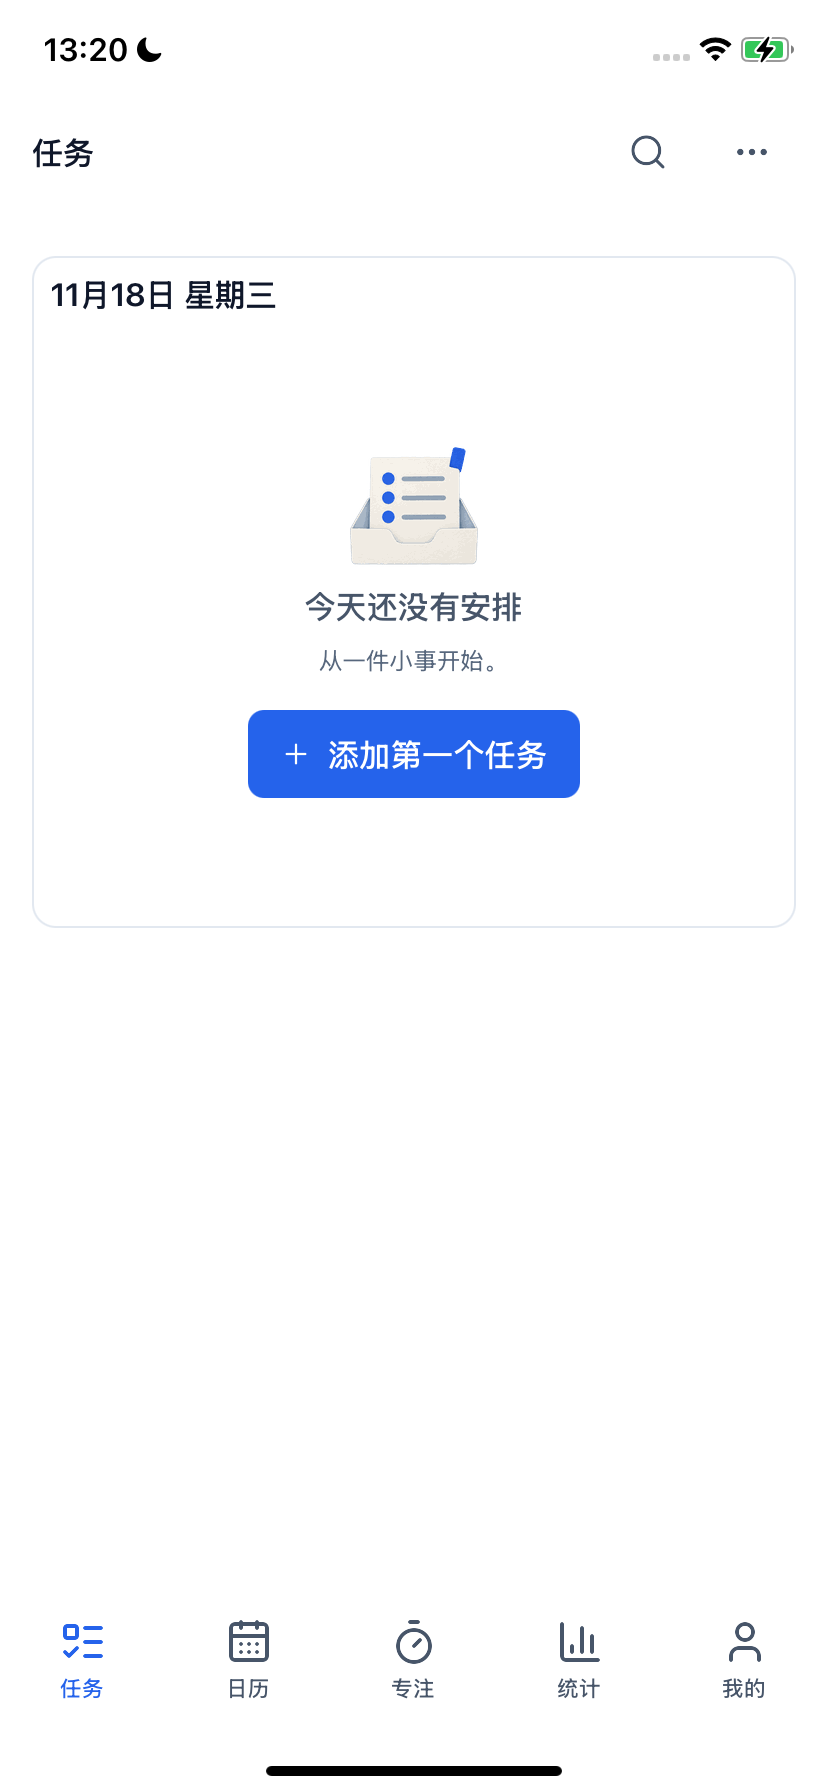 13:20
任务
11月18日 星期三
今天还没有安排
从一件小事开始。
添加第一个任务
任务
日历
专注
统计
我的